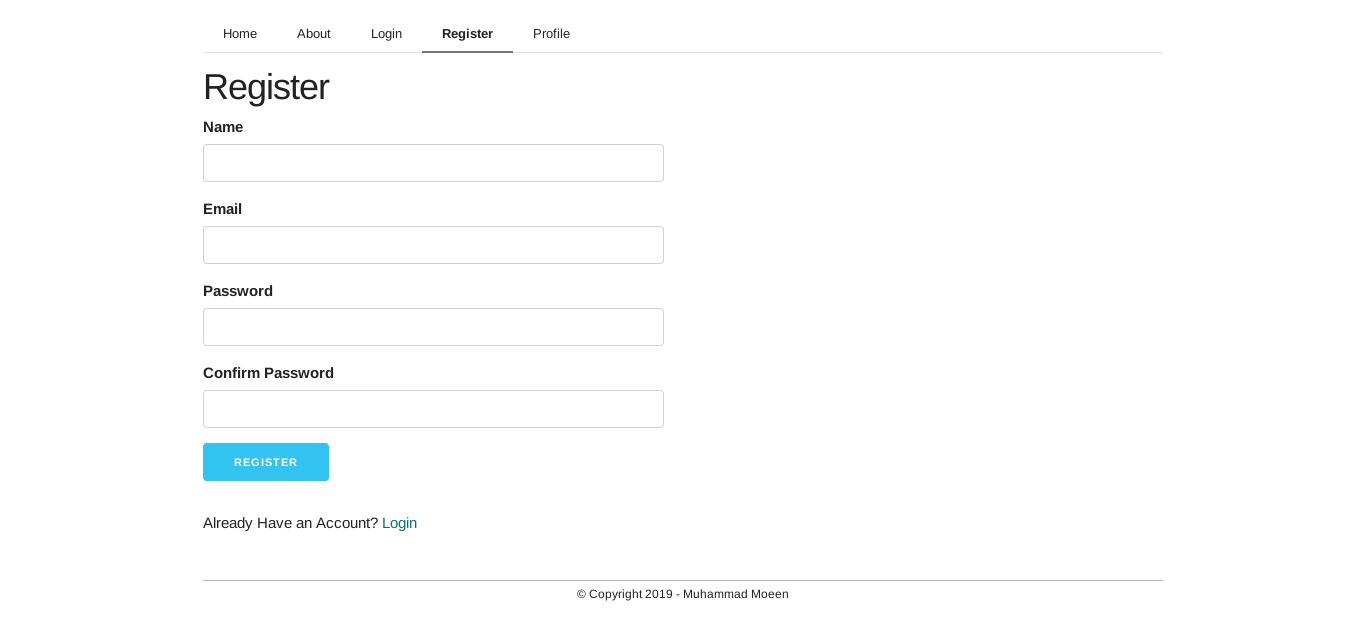 Home About Login Register Profile
Register
Name
Email
Password
Confirm Password
REGISTER
Already Have an Account? Login
© Copyright 2019 - Muhammad Moeen